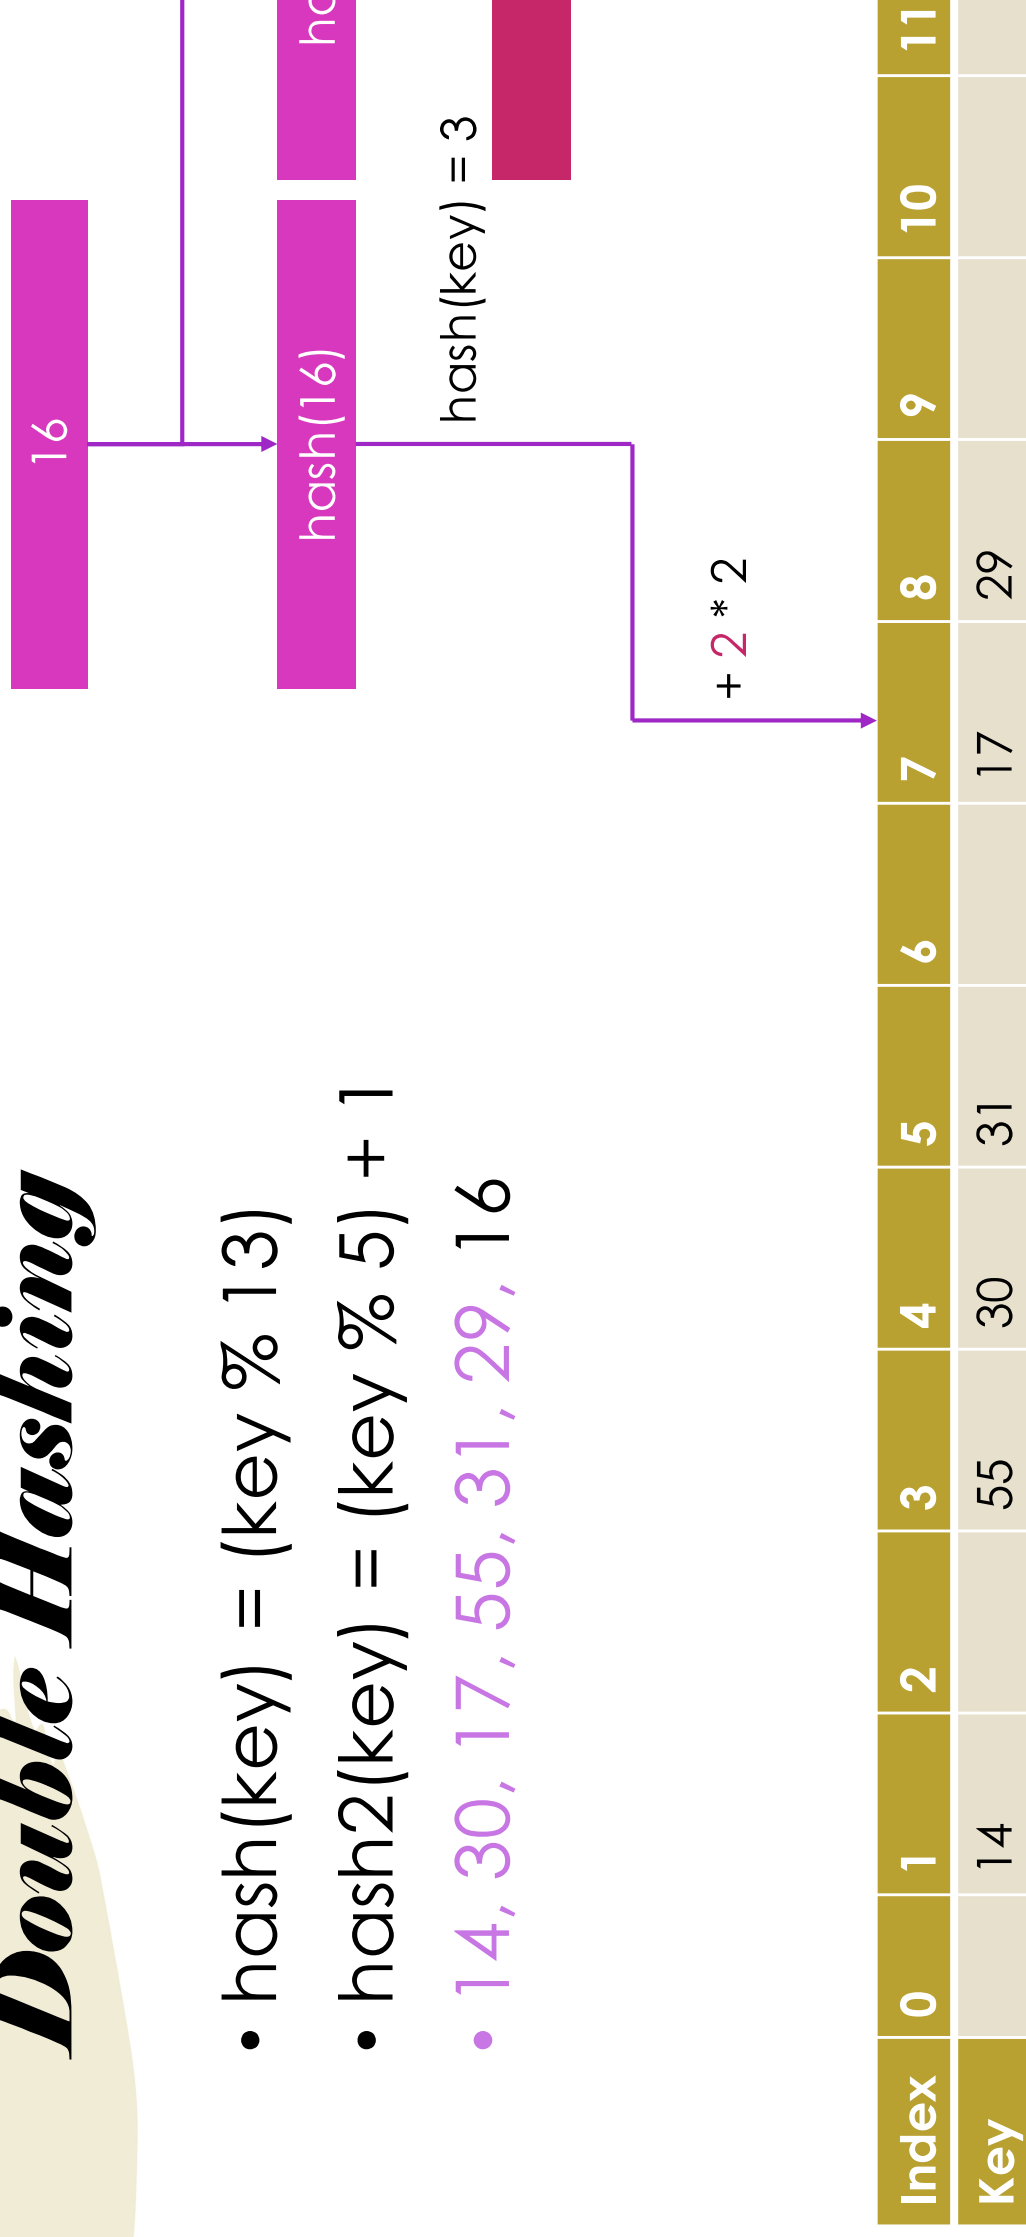 Double Hashing
• hash(key) = (key % 13)
• hash2(key) = (key % 5) + 1
• 14, 30, 17, 55, 31, 29, 16
16
hash(16)
hash(key) = 3
+ 2 * 2
Index 0 1 2 3 4 5 6 7 8 9 10 11
Key 14 55 30 31 17 29